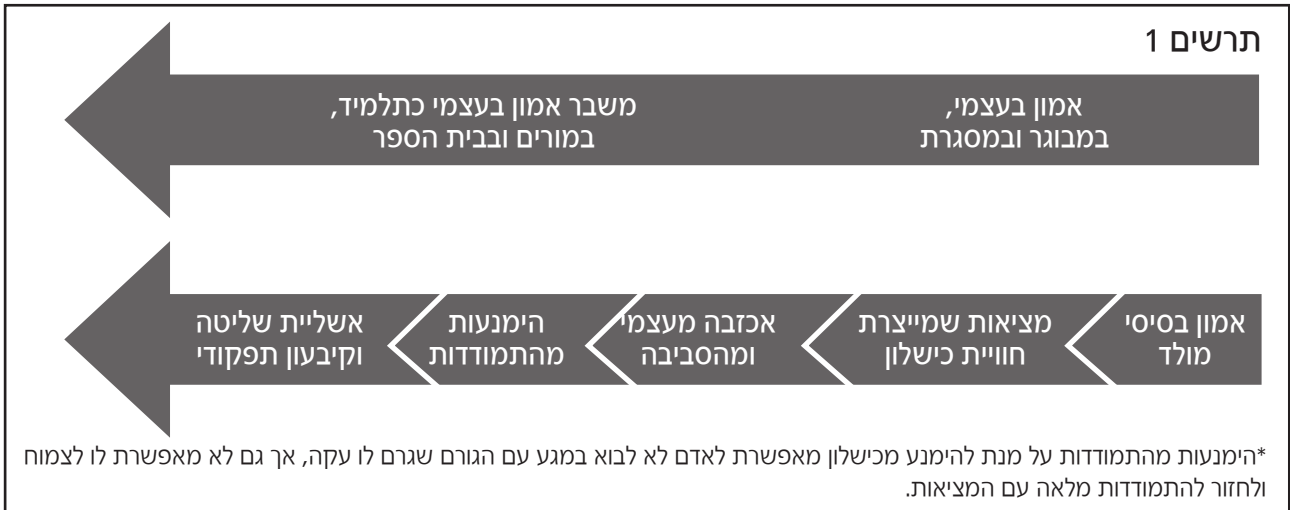 תרשים 1
אמון בעצמי,
במבוגר ובמסגרת
משבר אמון בעצמי כתלמיד,
במורים ובבית הספר
אמון בסיסי
מולד
מציאות שמייצרת
חוויית כישלון
אכזבה מעצמי
ומהסביבה
הימנעות
מהתמודדות
אשליית שליטה
וקיבעון תפקודי
*הימנעות מהתמודדות על מנת להימנע מכישלון מאפשרת לאדם לא לבוא במגע עם הגורם שגרם לו עקה, אך גם לא מאפשרת לו לצמוח
ולחזור להתמודדות מלאה עם המציאות.